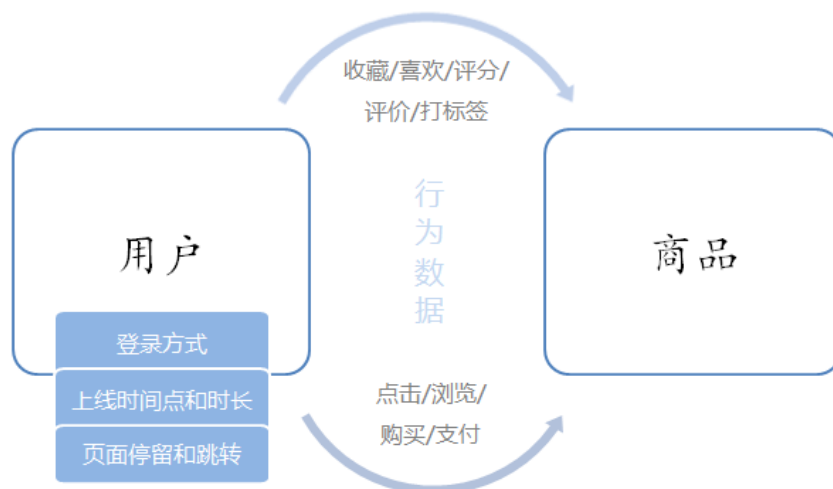 收藏/喜欢/评分/
评价/打标签
用户
行为数据
商品
登录方式
上线时间点和时长
页面停留和跳转
点击/浏览/
购买/支付